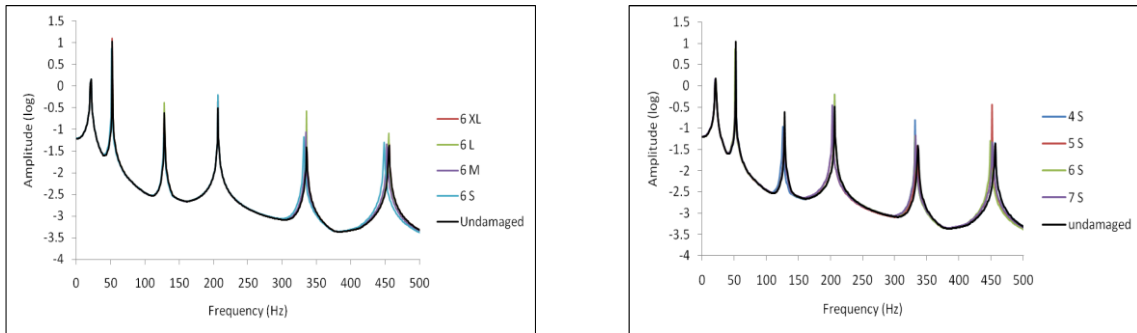 1.5
1
0.5
0
-0.5
-1
-1.5
-2
-2.5
-3
-3.5
-4
Amplitude (log)
0 50 100 150 200 250 300 350 400 450 500
Frequency (Hz)
6 XL
6 L
6 M
6 S
Undamaged
1.5
1
0.5
0
-0.5
-1
-1.5
-2
-2.5
-3
-3.5
-4
Amplitude (log)
0 50 100 150 200 250 300 350 400 450 500
Frequency (Hz)
4 S
5 S
6 S
7 S
undamaged